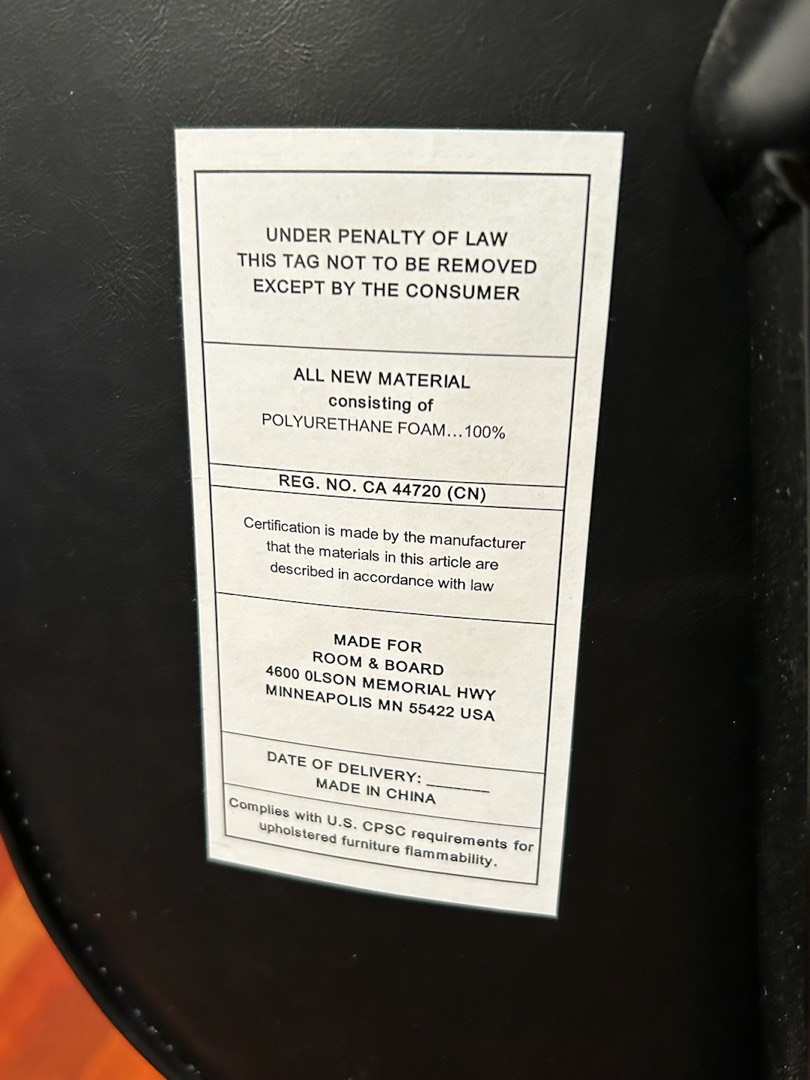 UNDER PENALTY OF LAW
THIS TAG NOT TO BE REMOVED
EXCEPT BY THE CONSUMER
ALL NEW MATERIAL
consisting of
POLYURETHANE FOAM...100%
REG. NO. CA 44720 (CN)
Certification is made by the manufacturer
that the materials in this article are
described in accordance with law
MADE FOR
ROOM & BOARD
4600 0LSON MEMORIAL HWY
MINNEAPOLIS MN 55422 USA
DATE OF DELIVERY: _______
MADE IN CHINA
Complies with U.S. CPSC requirements for
upholstered furniture flammability.